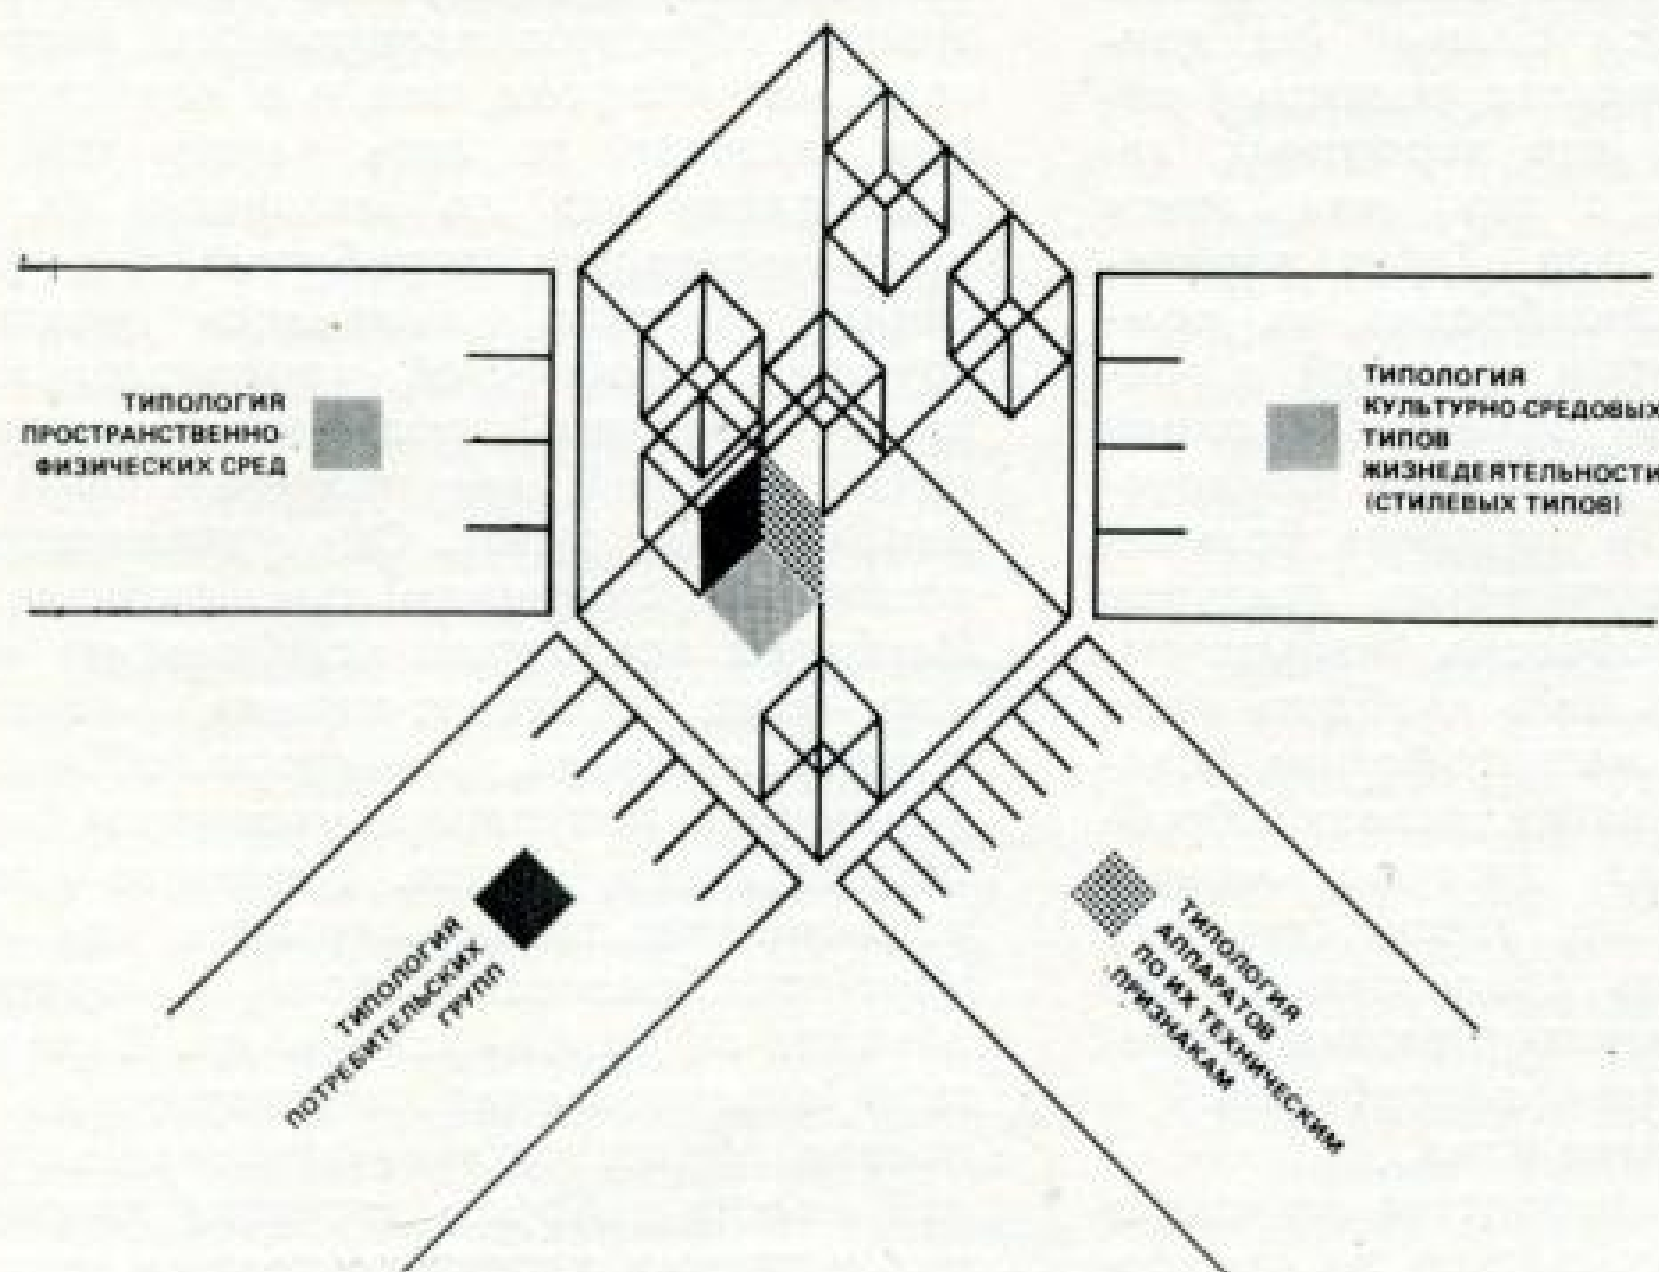 ТИПОЛОГИЯ
ПРОСТРАНСТВЕННО-
ФИЗИЧЕСКИХ СРЕД
ТИПОЛОГИЯ
КУЛЬТУРНО-СРЕДОВЫХ
ТИПОВ
ЖИЗНЕДЕЯТЕЛЬНОСТИ
(СТИЛЕВЫХ ТИПОВ)
ТИПОЛОГИЯ
ПОТРЕБИТЕЛЬСКИХ
ГРУПП
ТИПОЛОГИЯ
АППАРАТОВ
ПО ИХ ТЕХНИЧЕСКИМ
ПРИЗНАКАМ